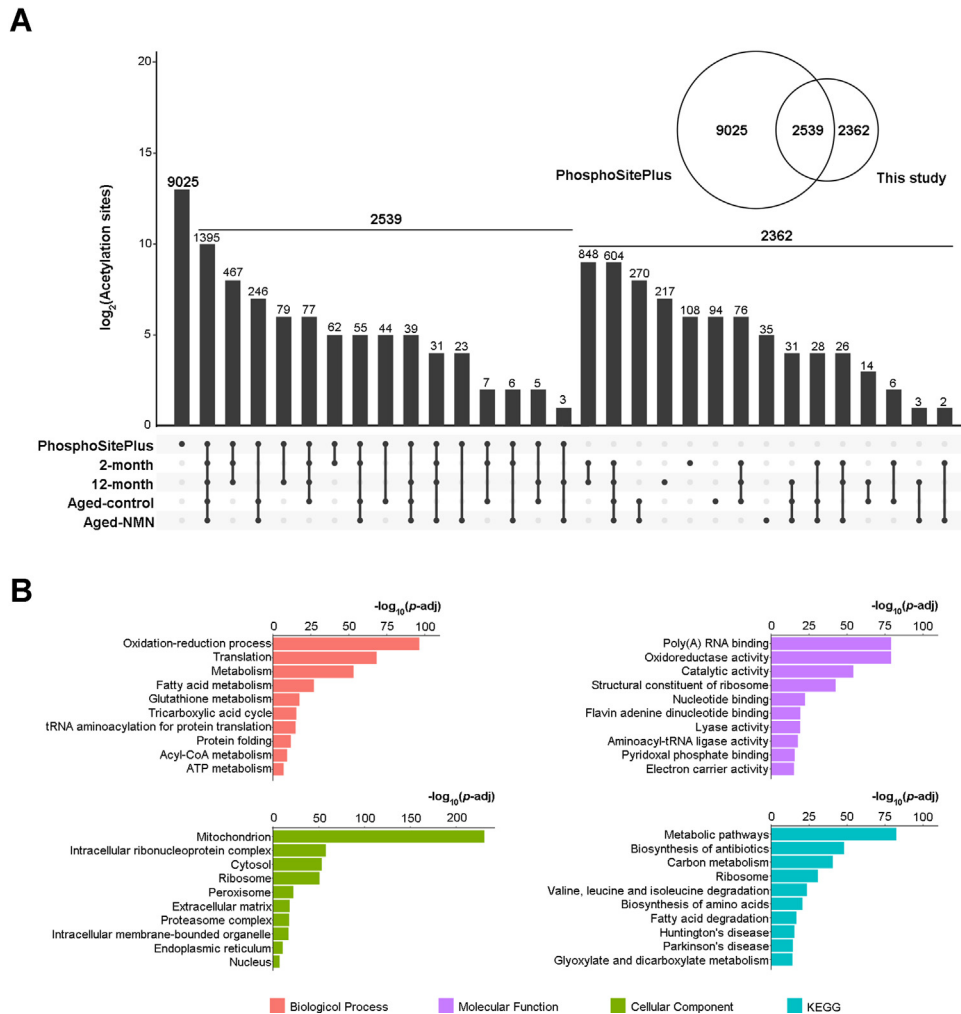 A
20
15
10
5
0
log2(Acetylation sites)
9025
2539
2362
PhosphoSitePlus
This study
2539
2362
9025
1395
467
246
79
77
62
55
44
39
31
23
7
6
5
3
848
604
270
217
108
94
76
35
31
28
26
14
6
3
2
PhosphoSitePlus
2-month
12-month
Aged-control
Aged-NMN
B
-log10(p-adj)
0 25 50 75 100
Oxidation-reduction process
Translation
Metabolism
Fatty acid metabolism
Glutathione metabolism
Tricarboxylic acid cycle
tRNA aminoacylation for protein translation
Protein folding
Acyl-CoA metabolism
ATP metabolism
-log10(p-adj)
0 25 50 75 100
Poly(A) RNA binding
Oxidoreductase activity
Catalytic activity
Structural constituent of ribosome
Nucleotide binding
Flavin adenine dinucleotide binding
Lyase activity
Aminoacyl-tRNA ligase activity
Pyridoxal phosphate binding
Electron carrier activity
-log10(p-adj)
0 50 100 150 200
Mitochondrion
Intracellular ribonucleoprotein complex
Cytosol
Ribosome
Peroxisome
Extracellular matrix
Proteasome complex
Intracellular membrane-bounded organelle
Endoplasmic reticulum
Nucleus
-log10(p-adj)
0 25 50 75 100
Metabolic pathways
Biosynthesis of antibiotics
Carbon metabolism
Ribosome
Valine, leucine and isoleucine degradation
Biosynthesis of amino acids
Fatty acid degradation
Huntington's disease
Parkinson's disease
Glyoxylate and dicarboxylate metabolism
Biologicol Process
Molecular Function
Cellular Component
KEGG